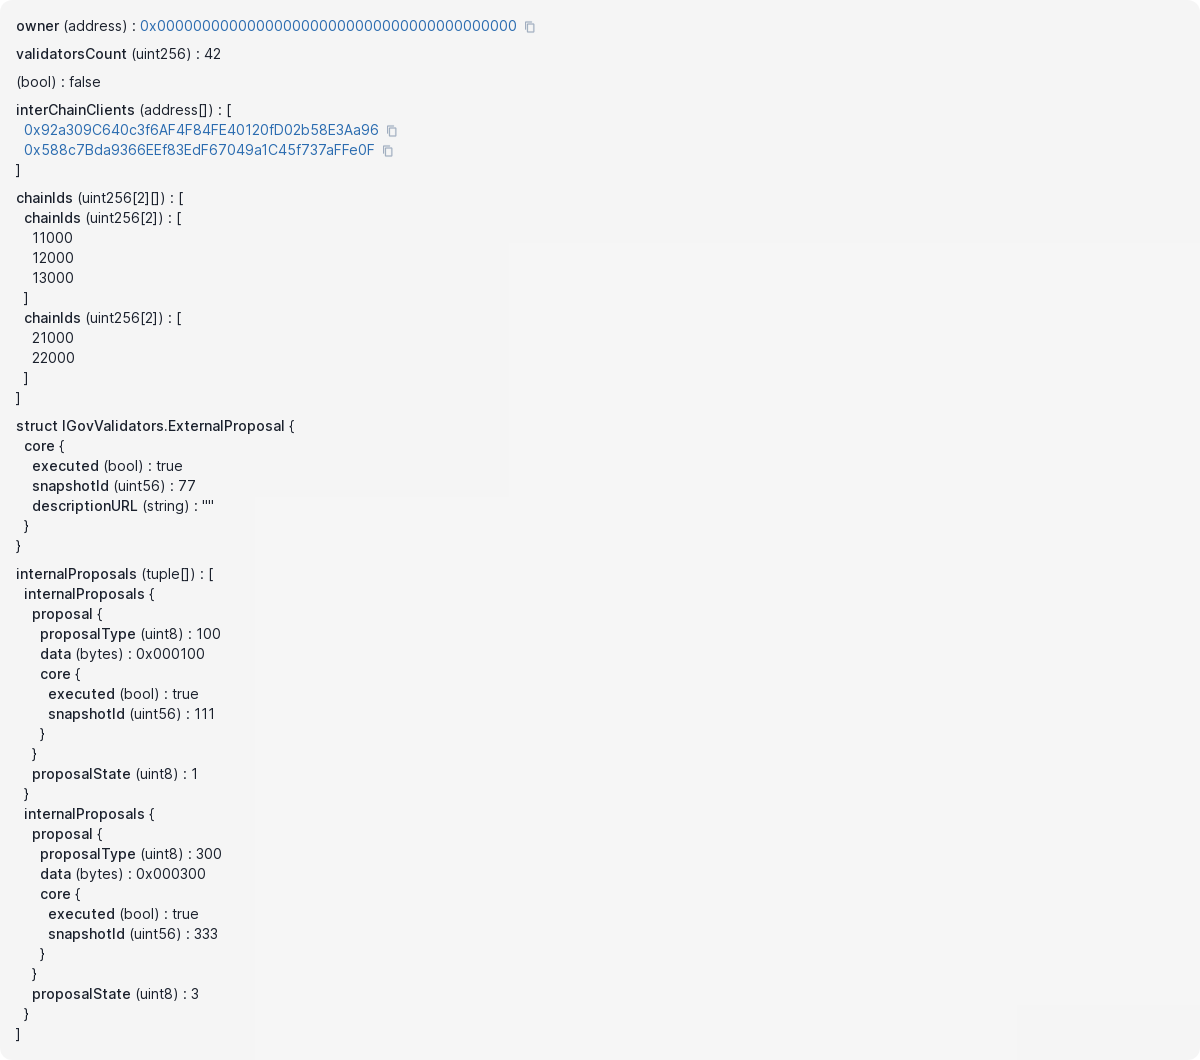 owner (address) : 0x0000000000000000000000000000000000000000
validatorsCount (uint256) : 42
(bool) : false
interChainClients (address[]) : [
0x92a309C640c3f6AF4F84FE40120fD02b58E3Aa96
0x588c7Bda9366EEf83EdF67049a1C45f737aFFe0F
]
chainIds (uint256[2][]) : [
chainIds (uint256[2]) : [
11000
12000
13000
]
chainIds (uint256[2]) : [
21000
22000
]
]
struct IGovValidators.ExternalProposal {
core {
executed (bool) : true
snapshotId (uint56) : 77
descriptionURL (string) : ""
}
}
internalProposals (tuple[]) : [
internalProposals {
proposal {
proposalType (uint8) : 100
data (bytes) : 0x000100
core {
executed (bool) : true
snapshotId (uint56) : 111
}
}
proposalState (uint8) : 1
}
internalProposals {
proposal {
proposalType (uint8) : 300
data (bytes) : 0x000300
core {
executed (bool) : true
snapshotId (uint56) : 333
}
}
proposalState (uint8) : 3
}
]